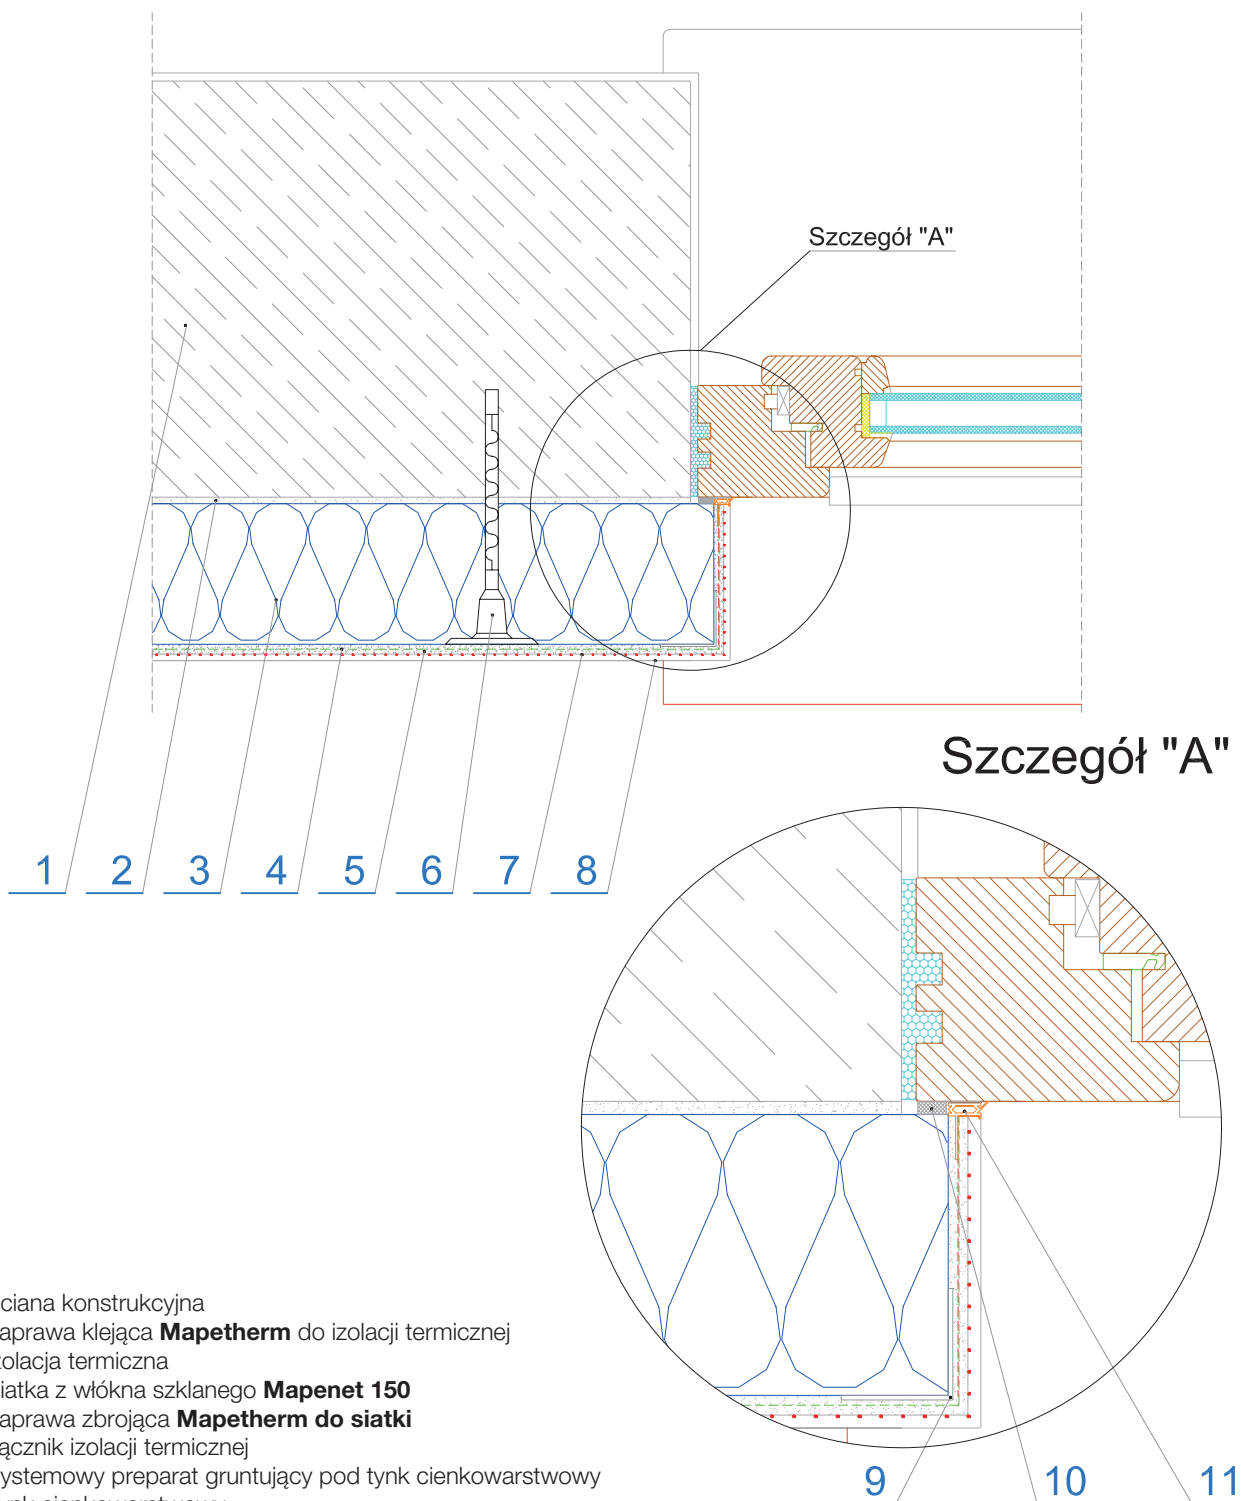 Szczegół "A"
Szczegół "A"
1 2 3 4 5 6 7 8
ciana konstrukcyjna
aprawa klejąca Mapetherm do izolacji termicznej
zolacja termiczna
iatka z włókna szklanego Mapenet 150
aprawa zbrojąca Mapetherm do siatki
ącznik izolacji termicznej
ystemowy preparat gruntujący pod tynk cienkowarstwowy
9 10 11